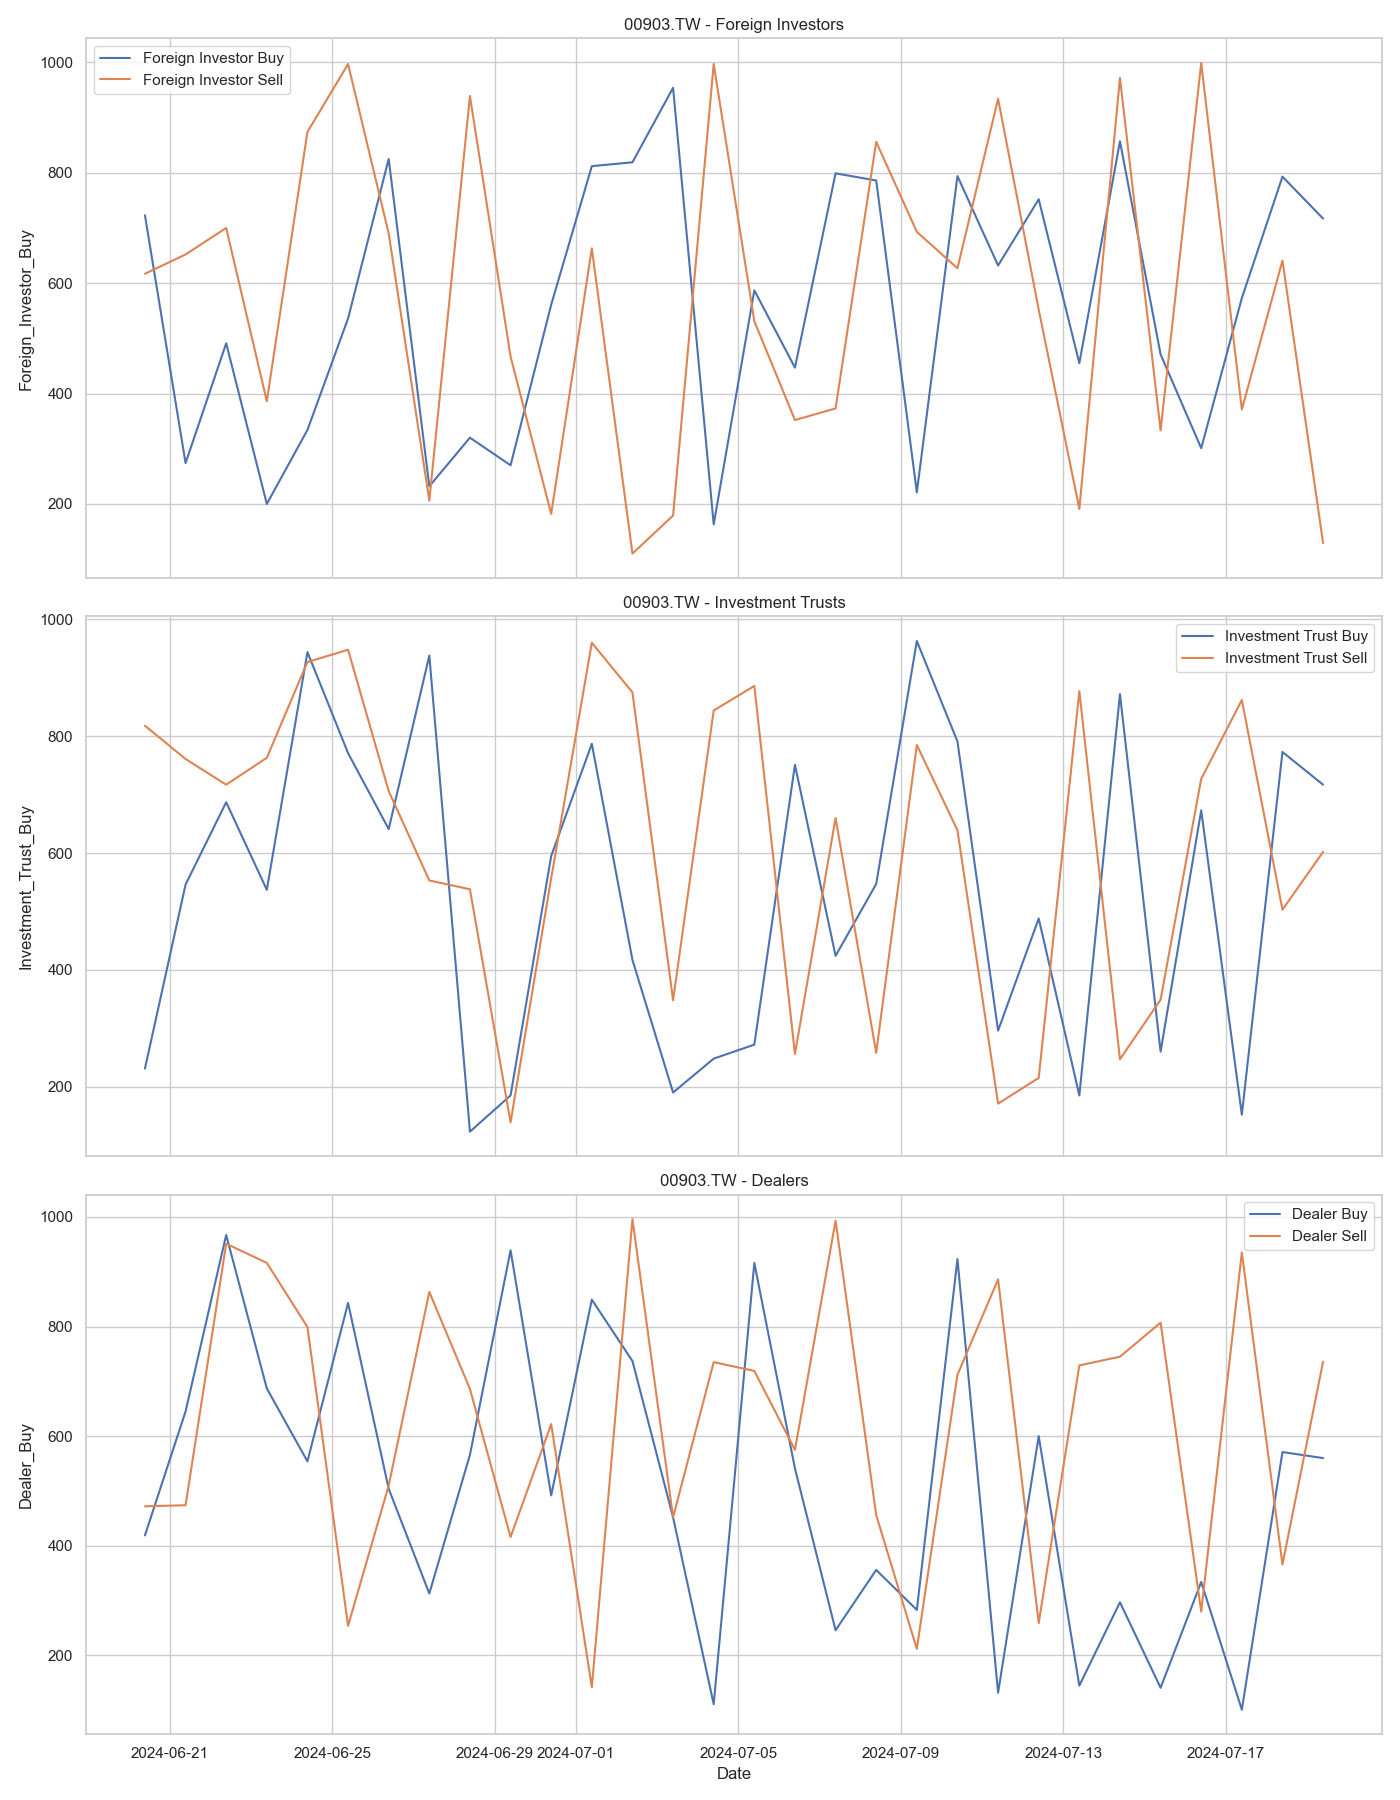 00903.TW - Foreign Investors
Foreign Investor Buy
Foreign Investor Sell
1000
800
600
400
200
Foreign_Investor_Buy
00903.TW - Investment Trusts
Investment Trust Buy
Investment Trust Sell
1000
800
600
400
200
Investment_Trust_Buy
00903.TW - Dealers
Dealer Buy
Dealer Sell
1000
800
600
400
200
Dealer_Buy
2024-06-21 2024-06-25 2024-06-29 2024-07-01 2024-07-05 2024-07-09 2024-07-13 2024-07-17
Date